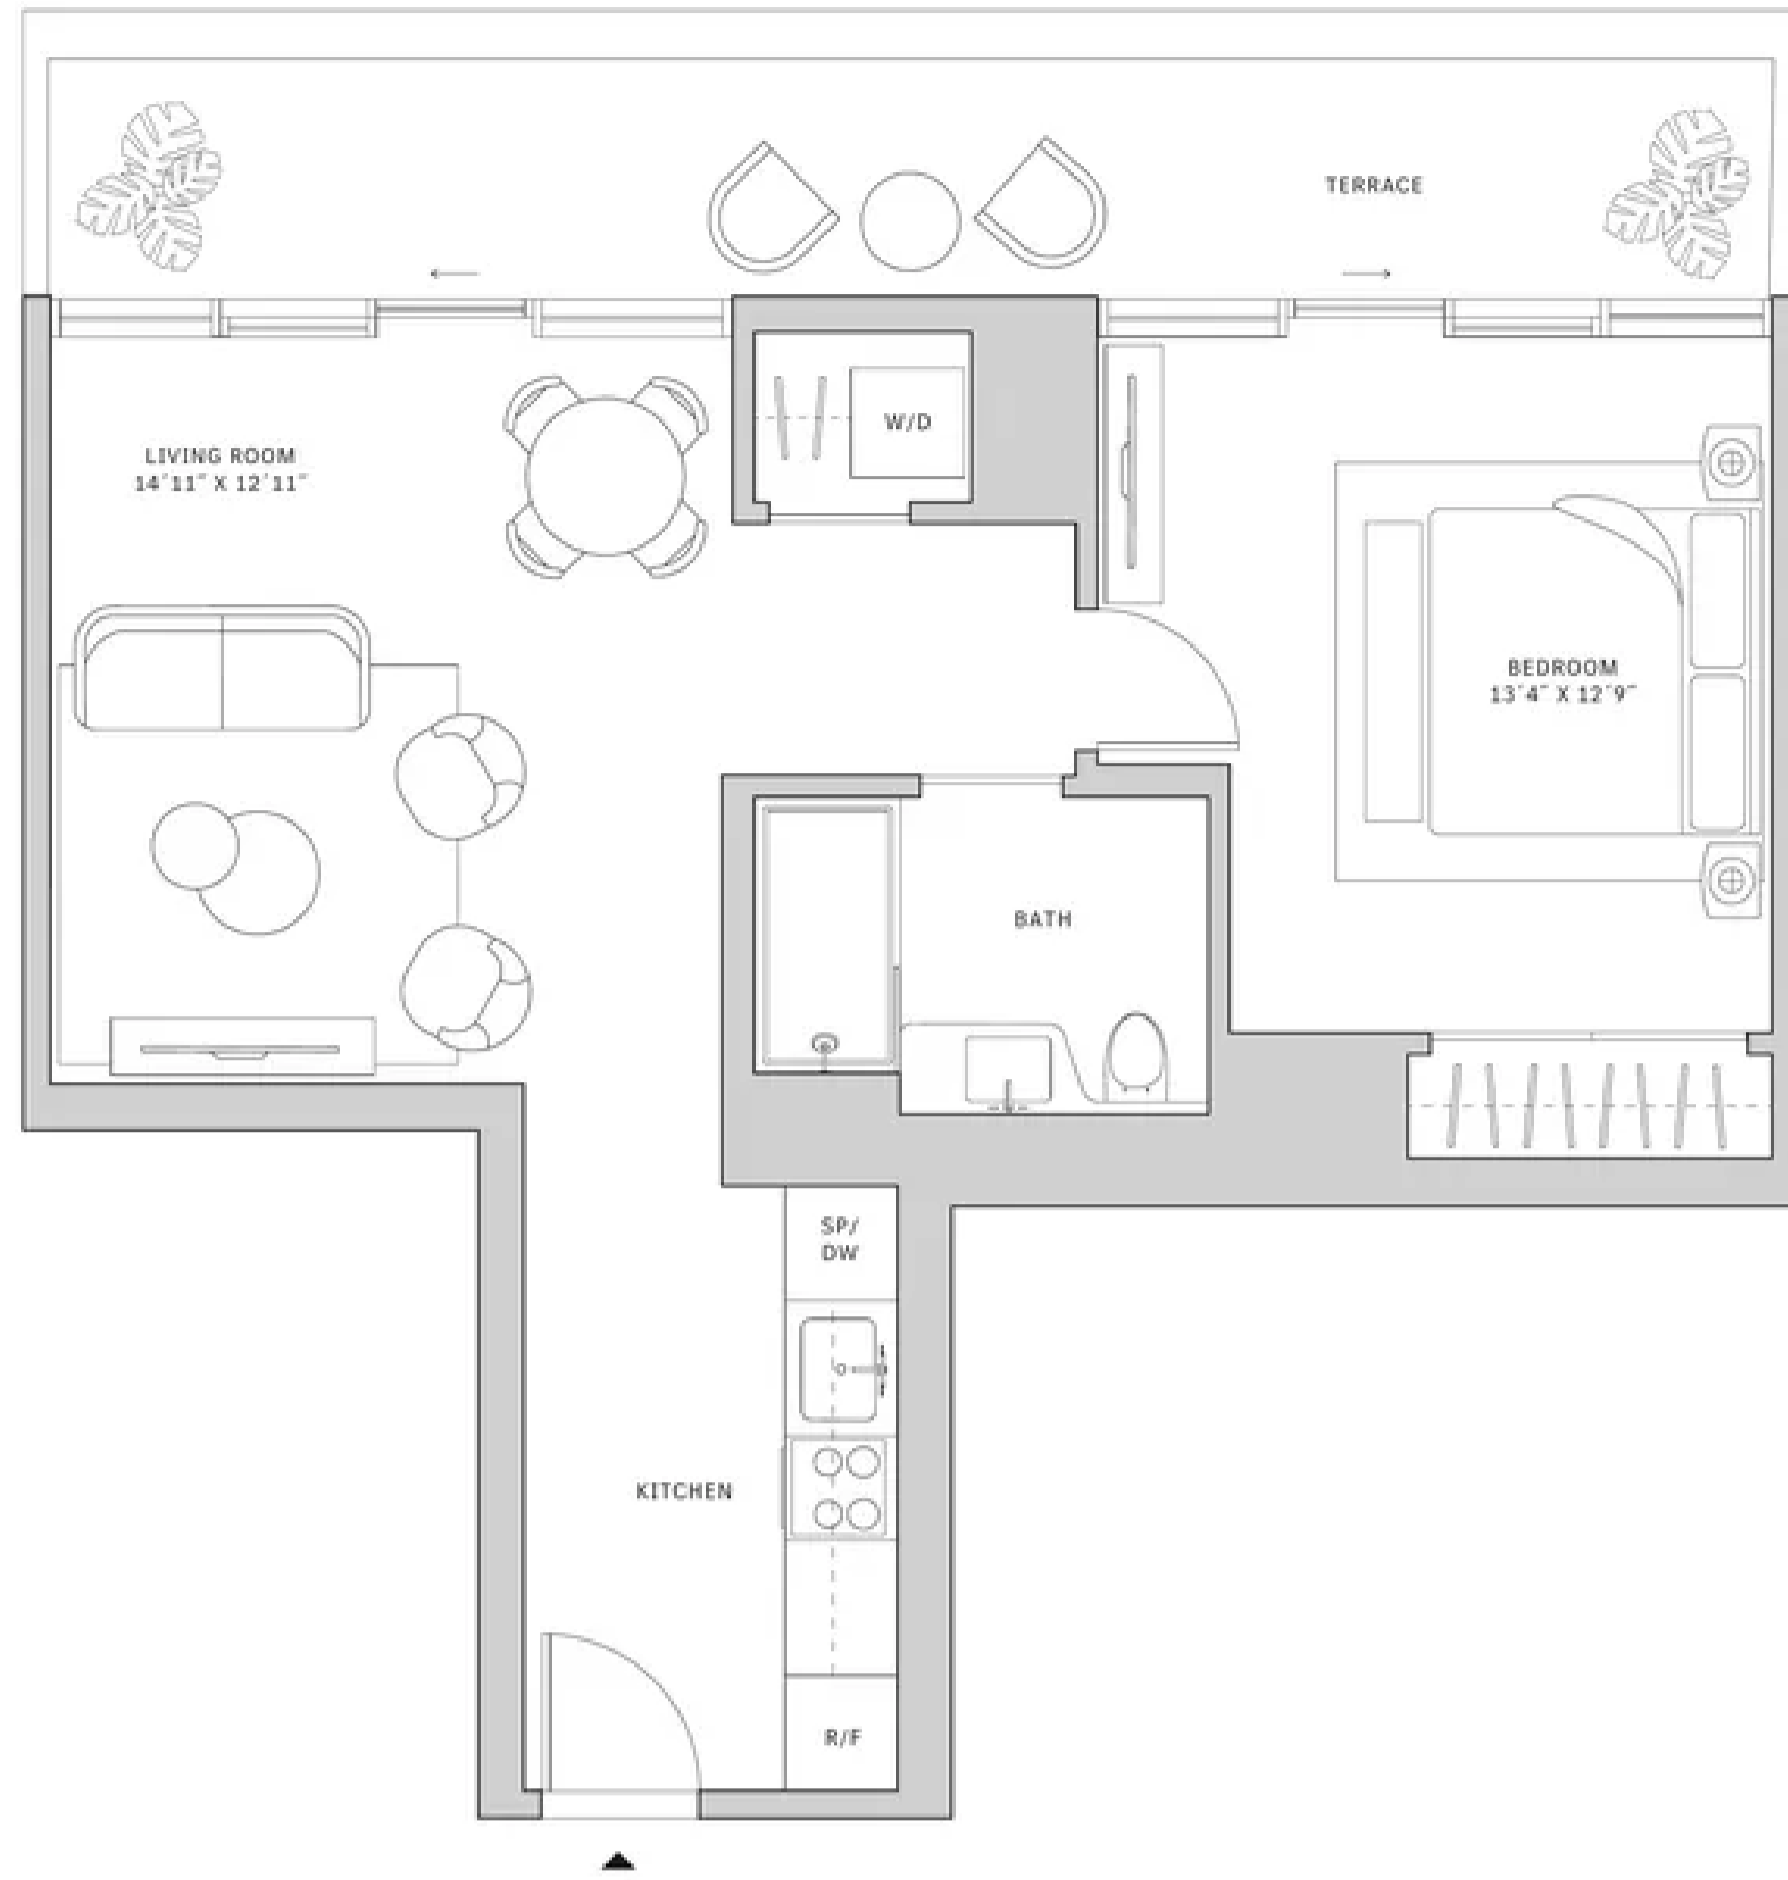 TERRACE
W/D
LIVING ROOM
14´11˝ X 12´11˝
BEDROOM
13´4˝ X 12´9˝
BATH
SP/
DW
KITCHEN
R/F